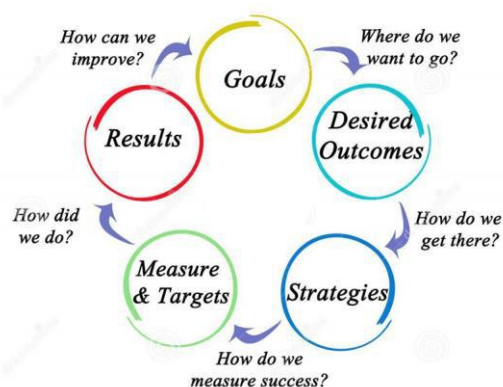 Goals
Where do we
want to go?
Desired
Outcomes
How do we
get there?
Strategies
How do we
measure success?
Measure
& Targets
How did
we do?
Results
How can we
improve?